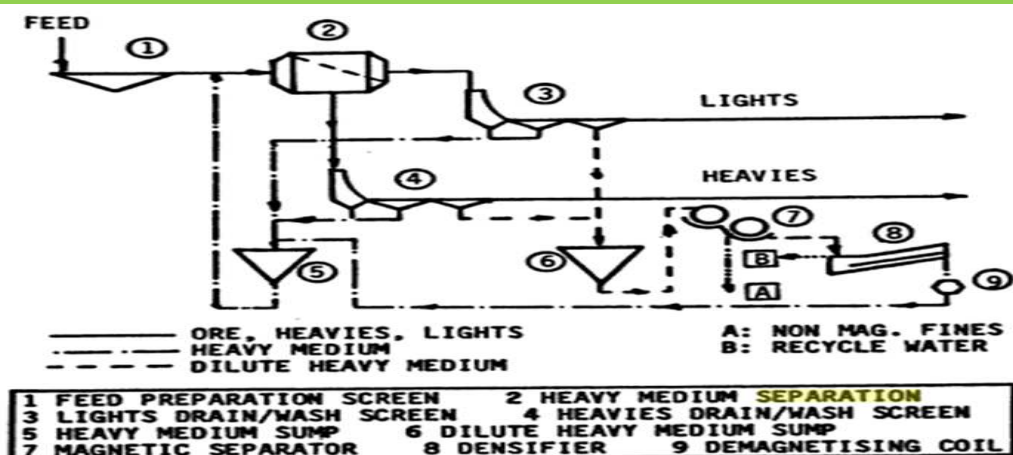 FEED
①
②
③
LIGHTS
④
HEAVIES
⑤
⑥
⑦
⑧
B
A
⑨
ORE, HEAVIES, LIGHTS
HEAVY MEDIUM
DILUTE HEAVY MEDIUM
A: NON MAG. FINES
B: RECYCLE WATER
1 FEED PREPARATION SCREEN 2 HEAVY MEDIUM SEPARATION
3 LIGHTS DRAIN/WASH SCREEN 4 HEAVIES DRAIN/WASH SCREEN
5 HEAVY MEDIUM SUMP 6 DILUTE HEAVY MEDIUM SUMP
7 MAGNETIC SEPARATOR 8 DENSIFIER 9 DEMAGNETISING COIL